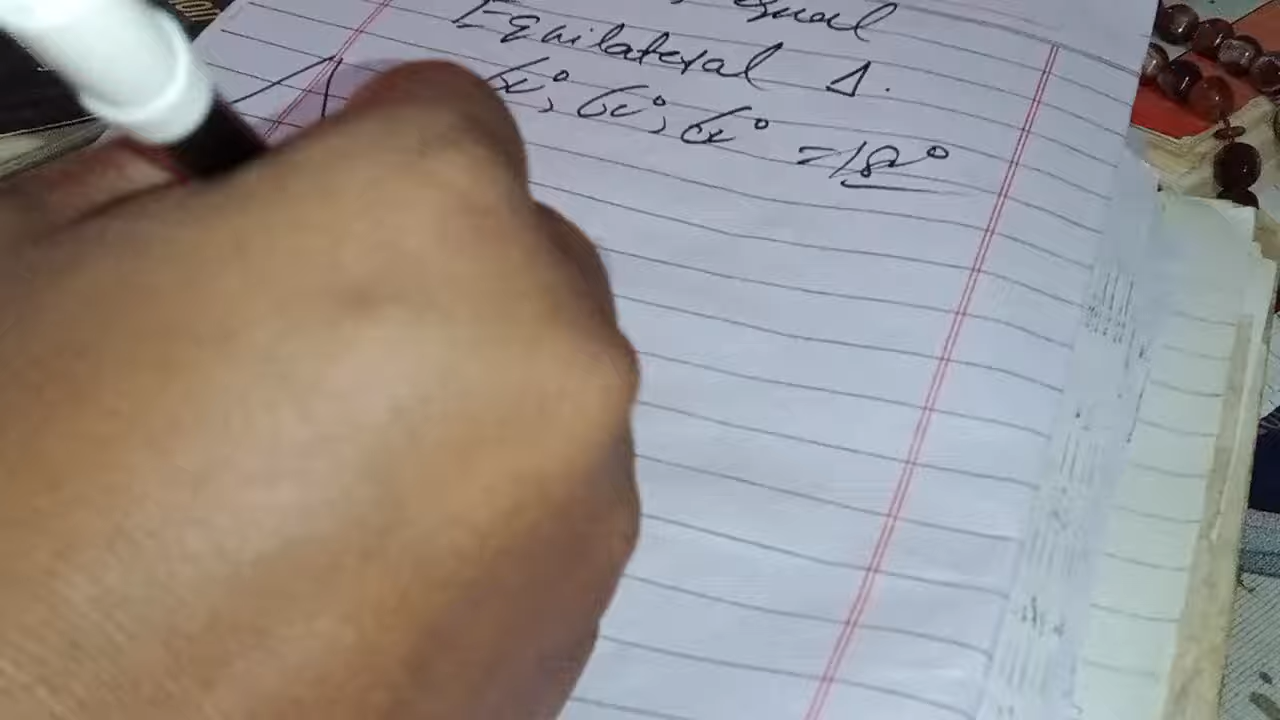 equal
Equilateral Δ.
60°, 60°, 60° = 180°